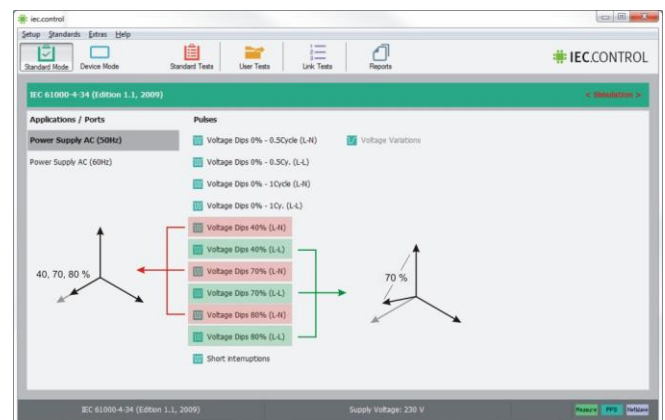 iec.control
Setup Standards Extras Help
Standard Mode Device Mode Standard Tests User Tests Link Tests Reports
IEC.CONTROL
IEC 61000-4-34 (Edition 1.1, 2009) < Simulation >
Applications / Ports Pulses
Power Supply AC (50Hz) Voltage Dips 0% - 0.5Cycle (L-N) Voltage Variations
Power Supply AC (60Hz) Voltage Dips 0% - 0.5Cy. (L-L)
Voltage Dips 0% - 1Cycle (L-N)
Voltage Dips 0% - 1Cy. (L-L)
Voltage Dips 40% (L-N)
Voltage Dips 40% (L-L)
40, 70, 80 % Voltage Dips 70% (L-N) 70 %
Voltage Dips 70% (L-L)
Voltage Dips 80% (L-N)
Voltage Dips 80% (L-L)
Short interruptions
IEC 61000-4-34 (Edition 1.1, 2009) Supply Voltage: 230 V Measure PFS NetWave